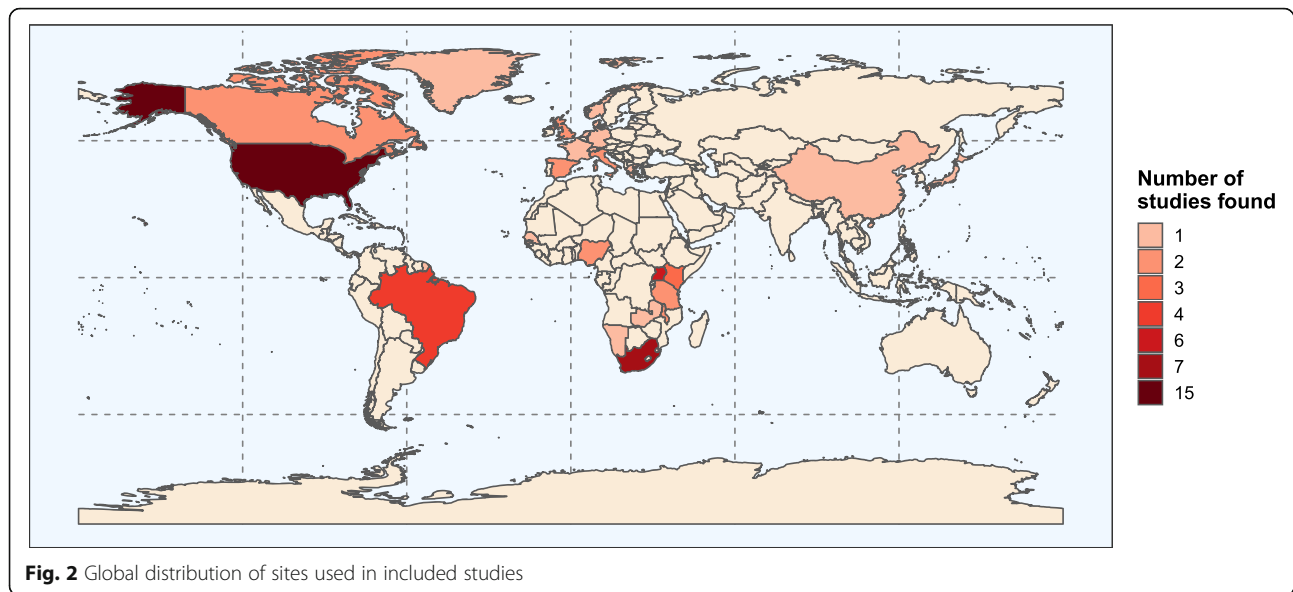 Number of
studies found
1
2
3
4
6
7
15
Fig. 2 Global distribution of sites used in included studies